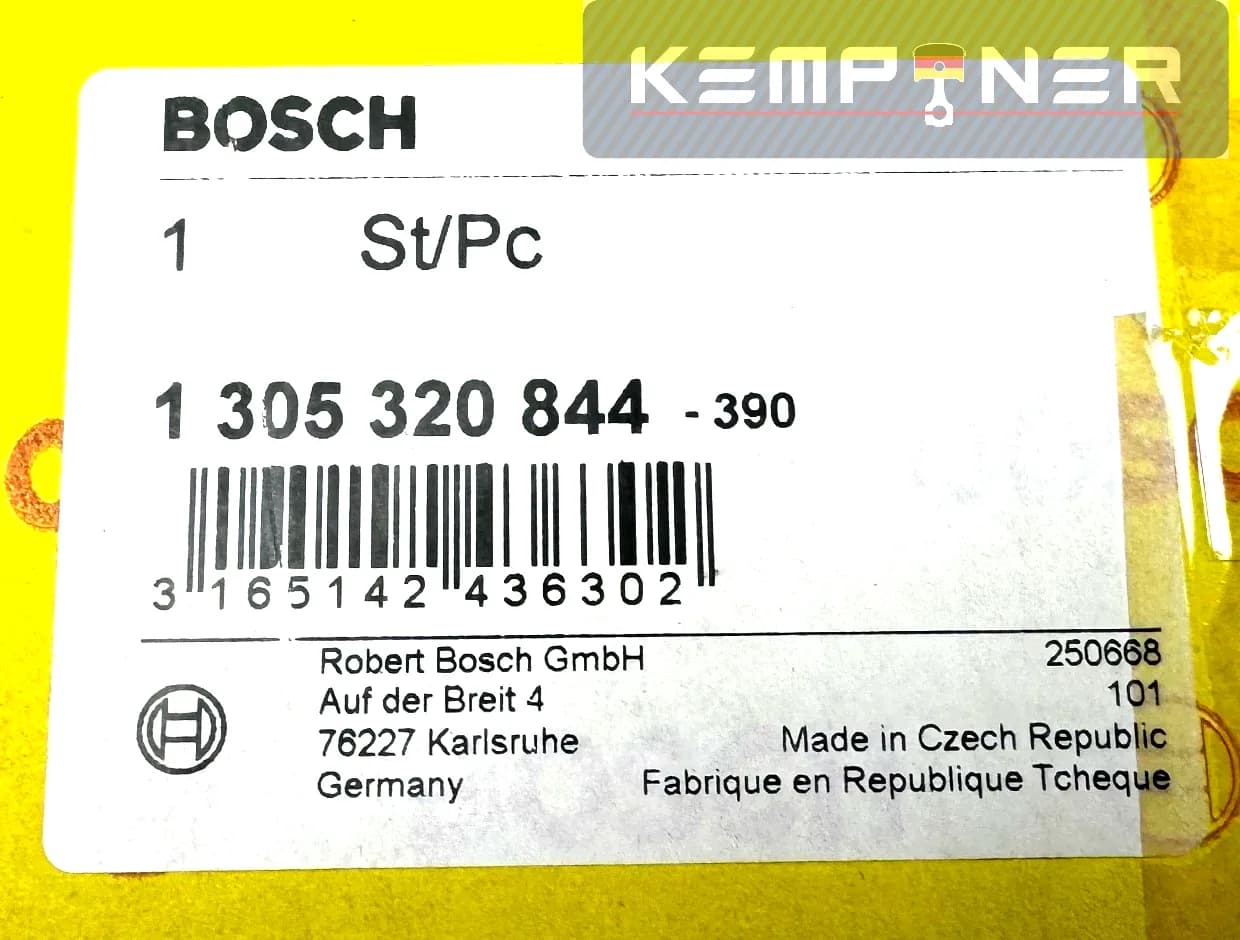 KEMPTNER
BOSCH
1 St/Pc
1 305 320 844 - 390
3 165142 436302
Robert Bosch GmbH 250668
Auf der Breit 4 101
76227 Karlsruhe Made in Czech Republic
Germany Fabrique en Republique Tcheque